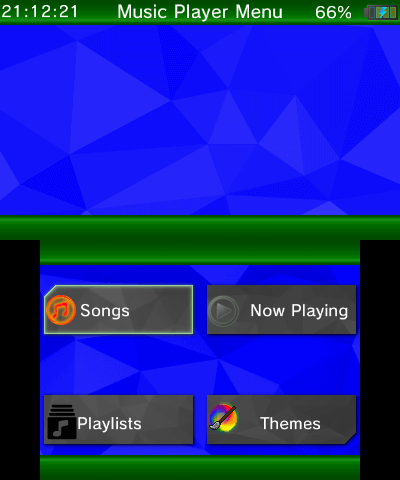 21:12:21 Music Player Menu 66%
Songs
Now Playing
Playlists
Themes